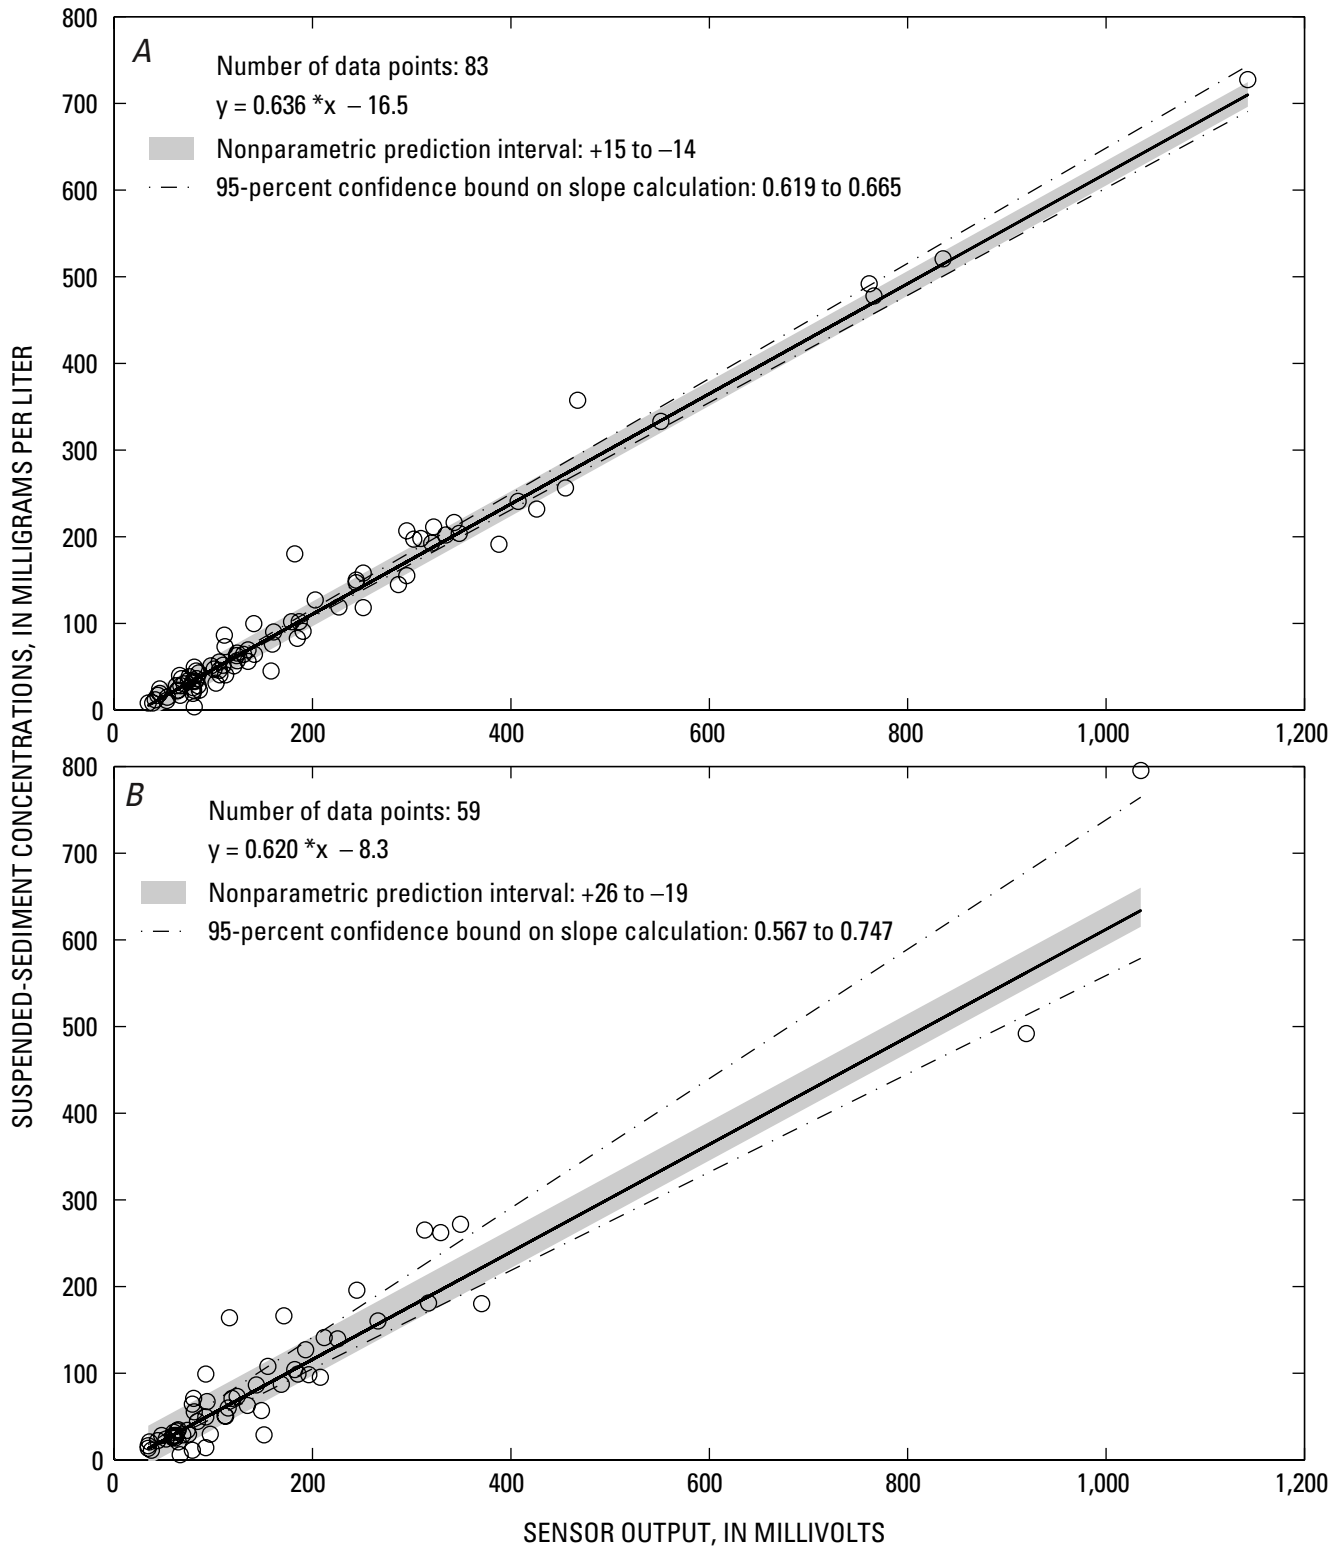 SUSPENDED-SEDIMENT CONCENTRATIONS, IN MILLIGRAMS PER LITER
A
Number of data points: 83
y = 0.636 *x – 16.5
Nonparametric prediction interval: +15 to –14
95-percent confidence bound on slope calculation: 0.619 to 0.665
800
700
600
500
400
300
200
100
0
0 200 400 600 800 1,000 1,200
B
Number of data points: 59
y = 0.620 *x – 8.3
Nonparametric prediction interval: +26 to –19
95-percent confidence bound on slope calculation: 0.567 to 0.747
800
700
600
500
400
300
200
100
0
0 200 400 600 800 1,000 1,200
SENSOR OUTPUT, IN MILLIVOLTS